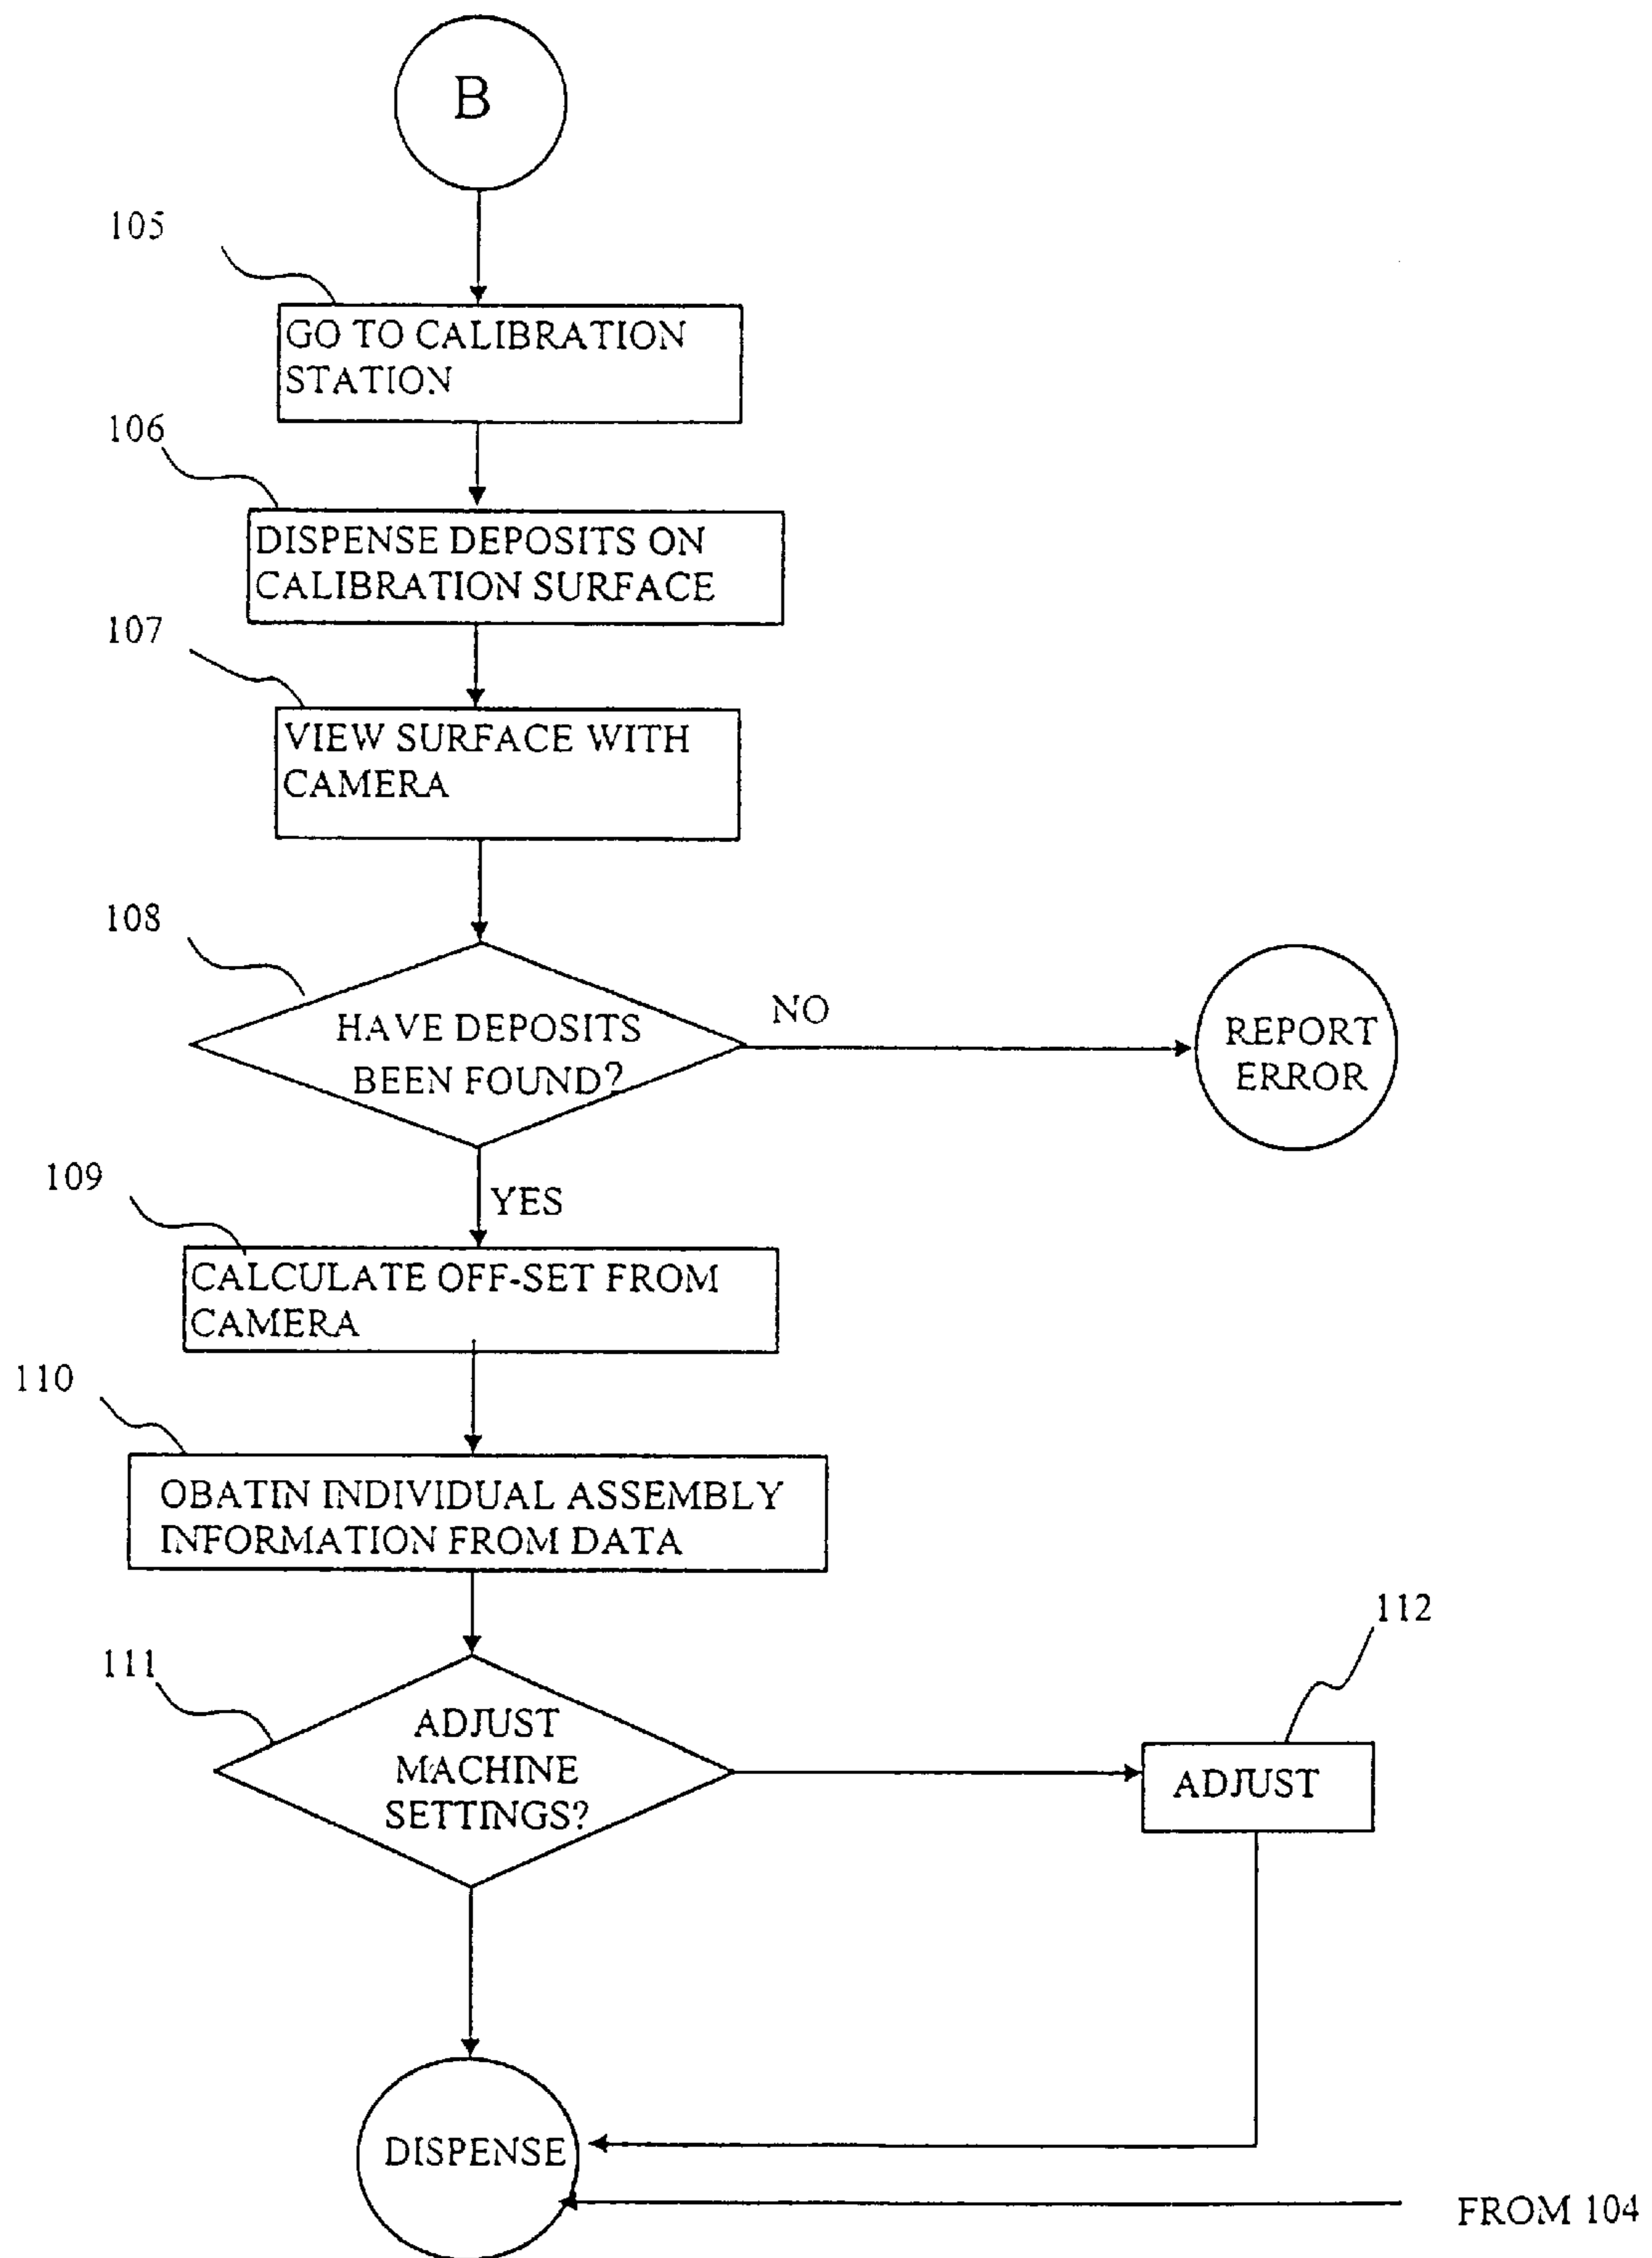 B
105
GO TO CALIBRATION
STATION
106
DISPENSE DEPOSITS ON
CALIBRATION SURFACE
107
VIEW SURFACE WITH
CAMERA
108
HAVE DEPOSITS
BEEN FOUND?
NO
REPORT
ERROR
109
YES
CALCULATE OFF-SET FROM
CAMERA
110
OBATIN INDIVIDUAL ASSEMBLY
INFORMATION FROM DATA
111
ADJUST
MACHINE
SETTINGS?
112
ADJUST
DISPENSE
FROM 104